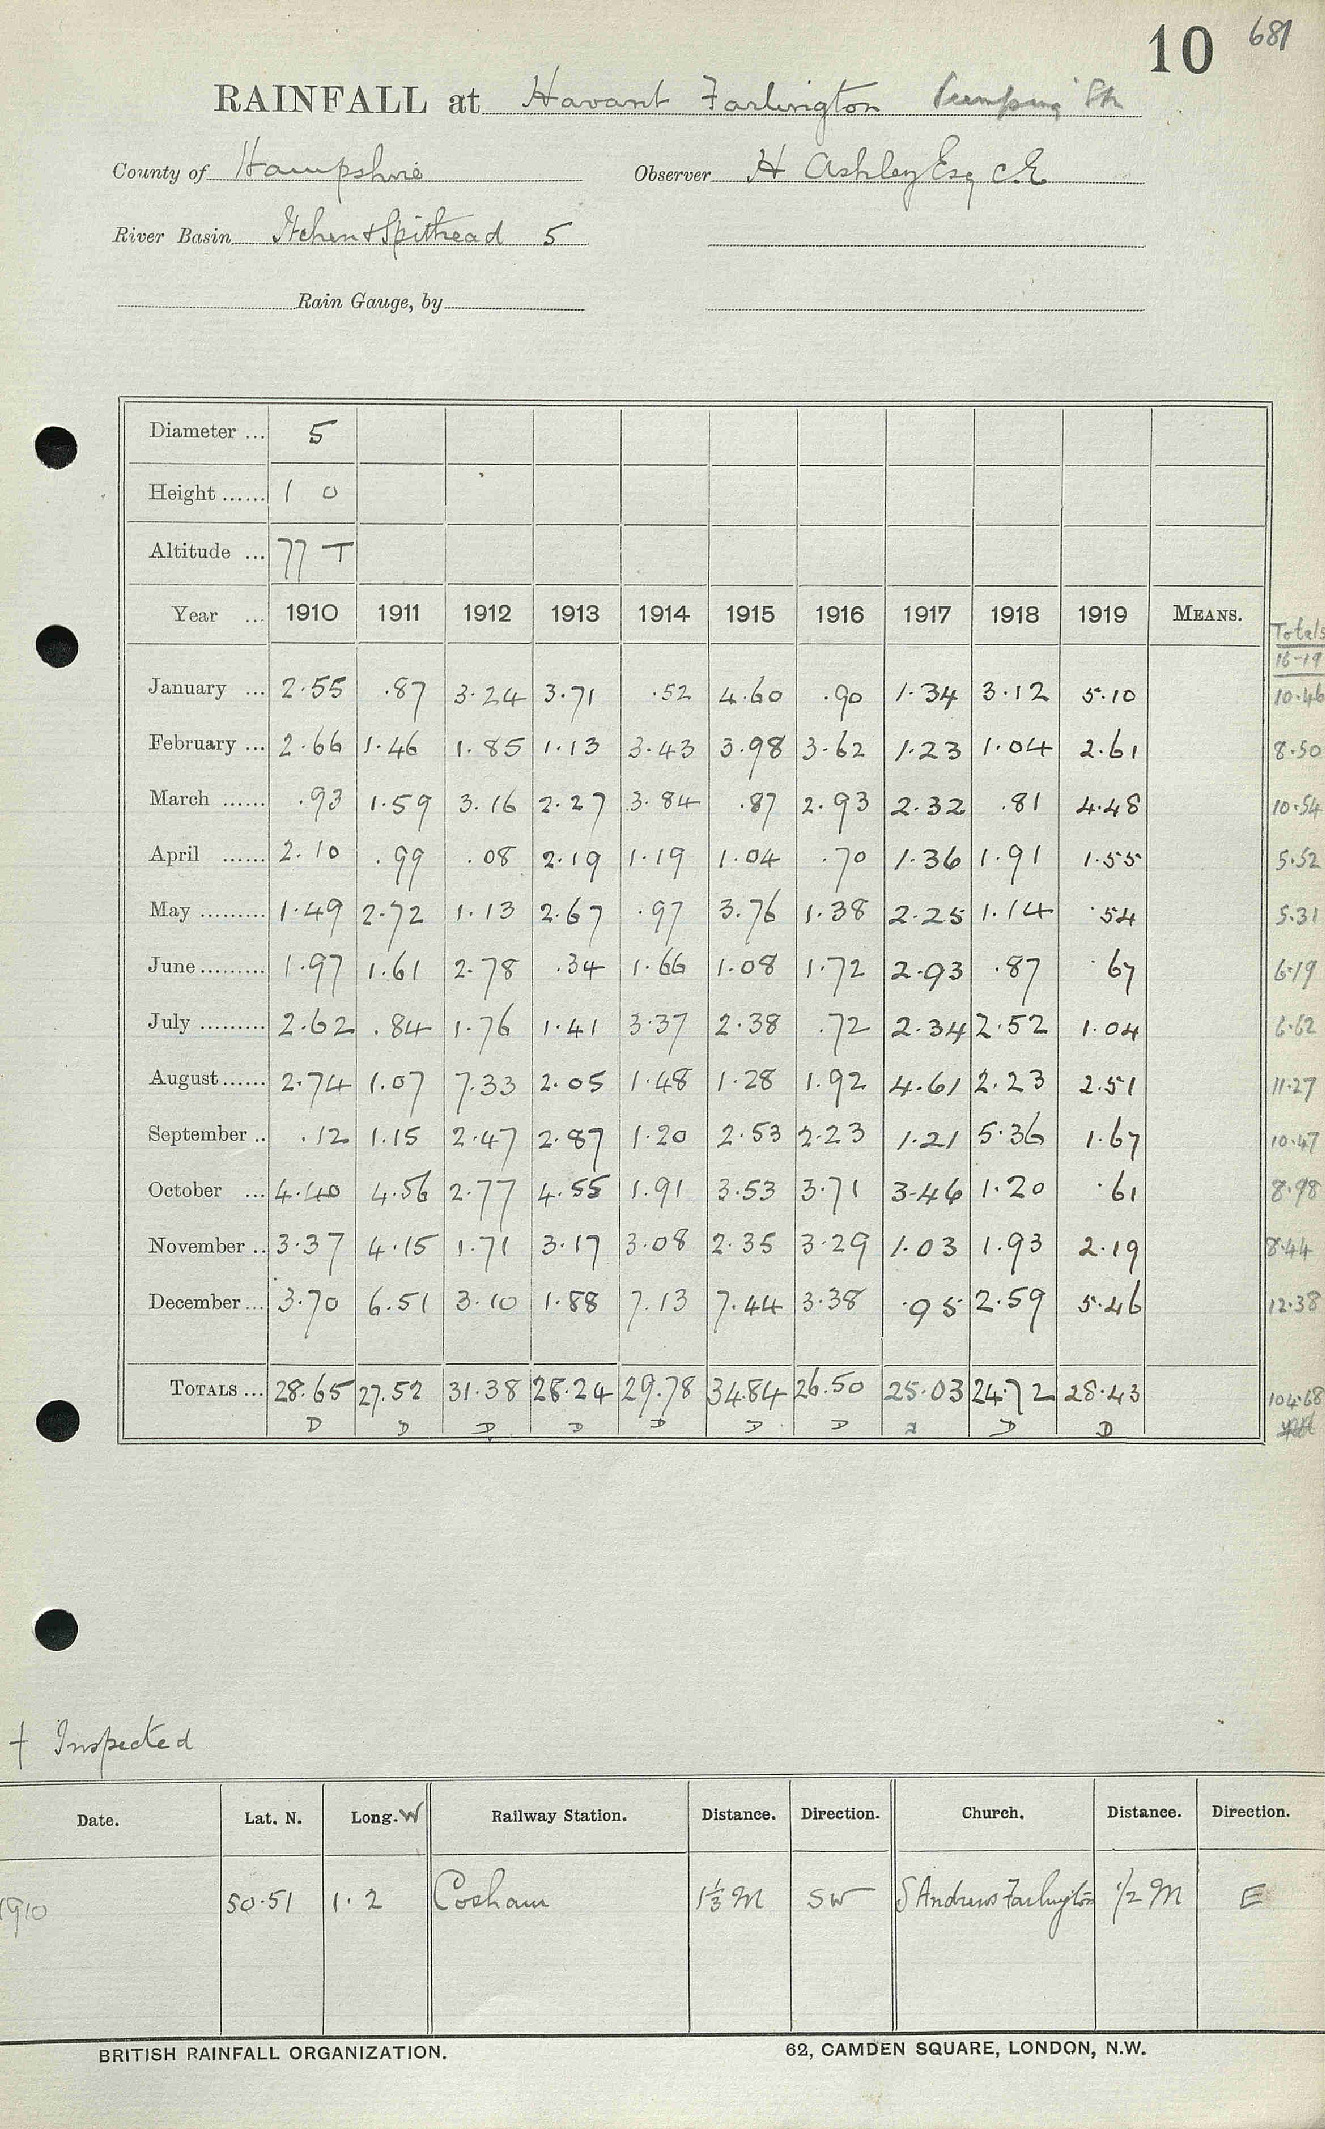 10 681
RAINFALL at Havant Farlington Pumping Stn
County of Hampshire Observer H Ashley Esq C.E
River Basin Itchen & Spithead 5
Rain Gauge, by
Diameter ... 5
Height ...... 1 0
Altitude ... 77 T
Year ... 1910 1911 1912 1913 1914 1915 1916 1917 1918 1919 MEANS. Totals
16-19
January ... 2.55 .87 3.24 3.71 .52 4.60 .90 1.34 3.12 5.10 10.46
February ... 2.66 1.46 1.85 1.13 3.43 3.98 3.62 1.23 1.04 2.61 8.50
March ...... .93 1.59 3.16 2.27 3.84 .87 2.93 2.32 .81 4.48 10.54
April ...... 2.10 .99 .08 2.19 1.19 1.04 .70 1.36 1.91 1.55 5.52
May ......... 1.49 2.72 1.13 2.67 .97 3.76 1.38 2.25 1.14 .54 5.31
June ......... 1.97 1.61 2.78 .34 1.66 1.08 1.72 2.93 .87 .67 6.19
July ......... 2.62 .84 1.76 1.41 3.37 2.38 .72 2.34 2.52 1.04 6.62
August ...... 2.74 1.07 7.33 2.05 1.48 1.28 1.92 4.61 2.23 2.51 11.27
September .. .12 1.15 2.47 2.87 1.20 2.53 2.23 1.21 5.36 1.67 10.47
October ... 4.40 4.56 2.77 4.55 1.91 3.53 3.71 3.46 1.20 .61 8.98
November .. 3.37 4.15 1.71 3.17 3.08 2.35 3.29 1.03 1.93 2.19 8.44
December ... 3.70 6.51 3.10 1.88 7.13 7.44 3.38 .95 2.59 5.46 12.38
TOTALS ... 28.65 27.52 31.38 28.24 29.78 34.84 26.50 25.03 24.72 28.43 104.68
D D D D D D D D D
† Inspected
Date. Lat. N. Long. W Railway Station. Distance. Direction. Church. Distance. Direction.
1910 50.51 1.2 Cosham 1⅓ M SW S Andrews Farlington 1/2 M E
BRITISH RAINFALL ORGANIZATION. 62, CAMDEN SQUARE, LONDON, N.W.